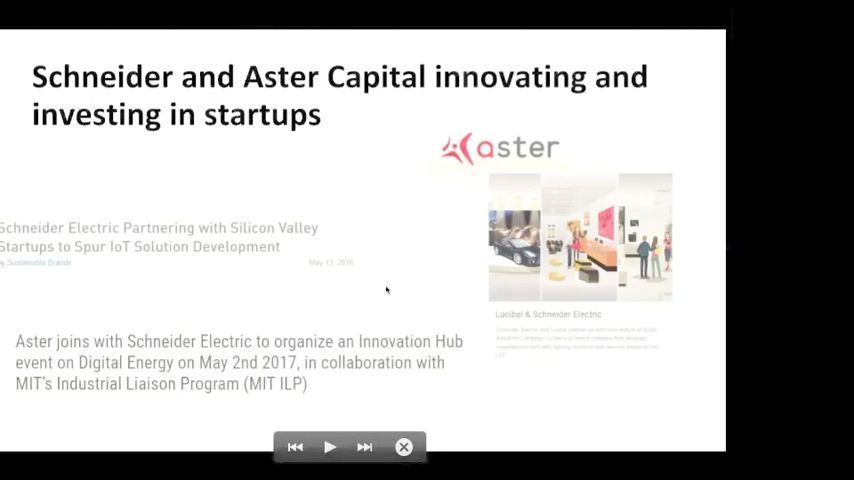 Schneider and Aster Capital innovating and
investing in startups
aster
Schneider Electric Partnering with Silicon Valley
Startups to Spur IoT Solution Development
by Sustainable Brands
May 13, 2016
Lucibel & Schneider Electric
Aster joins with Schneider Electric to organize an Innovation Hub
event on Digital Energy on May 2nd 2017, in collaboration with
MIT's Industrial Liaison Program (MIT ILP)